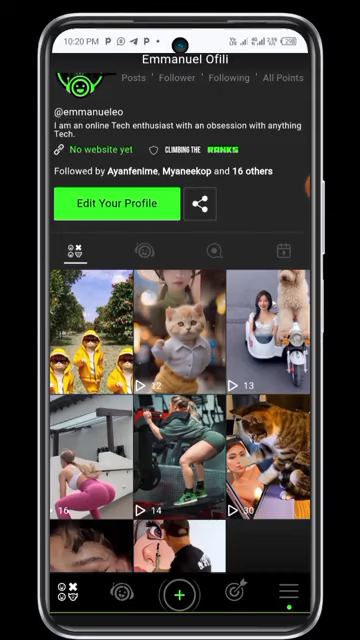 10:20 PM
Emmanuel Ofili
Posts ' Follower ' Following ' All Points
@emmanueleo
I am an online Tech enthusiast with an obsession with anything
Tech.
No website yet
CLIMBING THE RANKS
Followed by Ayanfenime, Myaneekop and 16 others
Edit Your Profile
12
13
16
14
30